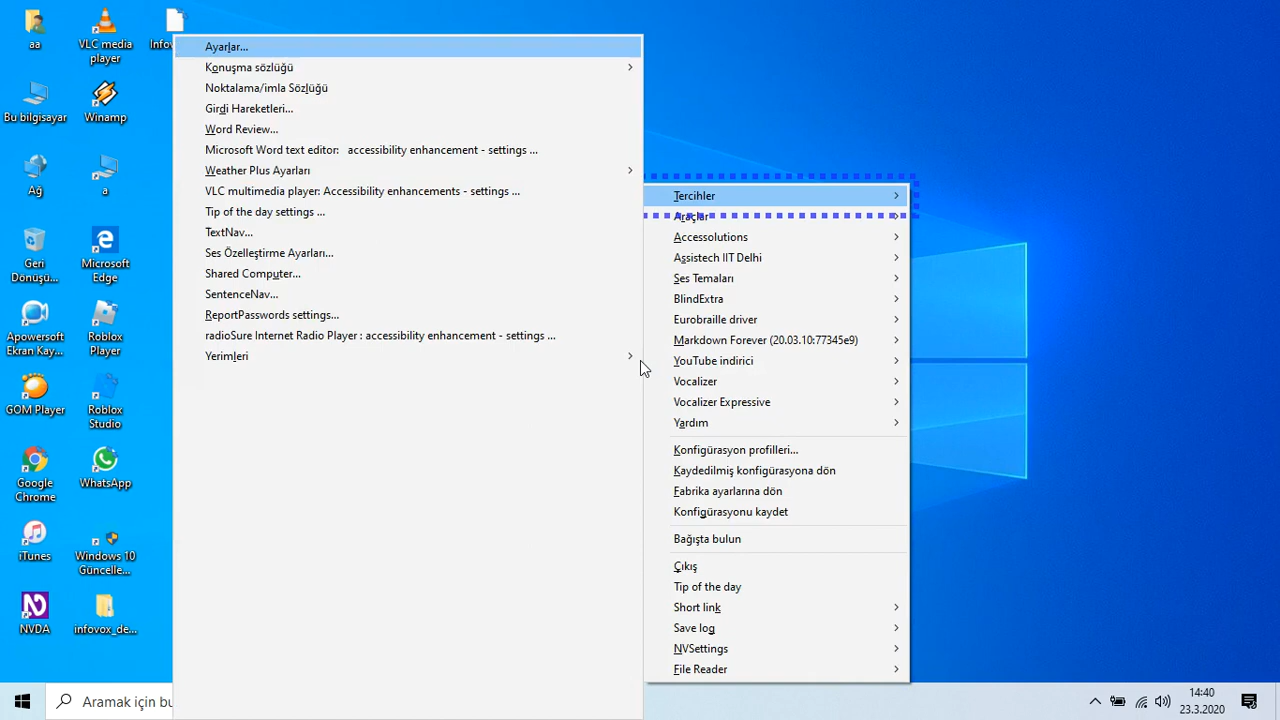 aa
VLC media
player
Infov
Bu bilgisayar
Winamp
Ağ
a
Geri
Dönüşü...
Microsoft
Edge
Apowersoft
Ekran Kay...
Roblox
Player
GOM Player
Roblox
Studio
Google
Chrome
WhatsApp
iTunes
Windows 10
Güncelle...
NVDA
infovox_de...
Ayarlar...
Konuşma sözlüğü
Noktalama/imla Sözlüğü
Girdi Hareketleri...
Word Review...
Microsoft Word text editor: accessibility enhancement - settings ...
Weather Plus Ayarları
VLC multimedia player: Accessibility enhancements - settings ...
Tip of the day settings ...
TextNav...
Ses Özelleştirme Ayarları...
Shared Computer...
SentenceNav...
ReportPasswords settings...
radioSure Internet Radio Player : accessibility enhancement - settings ...
Yerimleri
Tercihler
Araçlar
Accessolutions
Assistech IIT Delhi
Ses Temaları
BlindExtra
Eurobraille driver
Markdown Forever (20.03.10:77345e9)
YouTube indirici
Vocalizer
Vocalizer Expressive
Yardım
Konfigürasyon profilleri...
Kaydedilmiş konfigürasyona dön
Fabrika ayarlarına dön
Konfigürasyonu kaydet
Bağışta bulun
Çıkış
Tip of the day
Short link
Save log
NVSettings
File Reader
Aramak için bu
14:40
23.3.2020